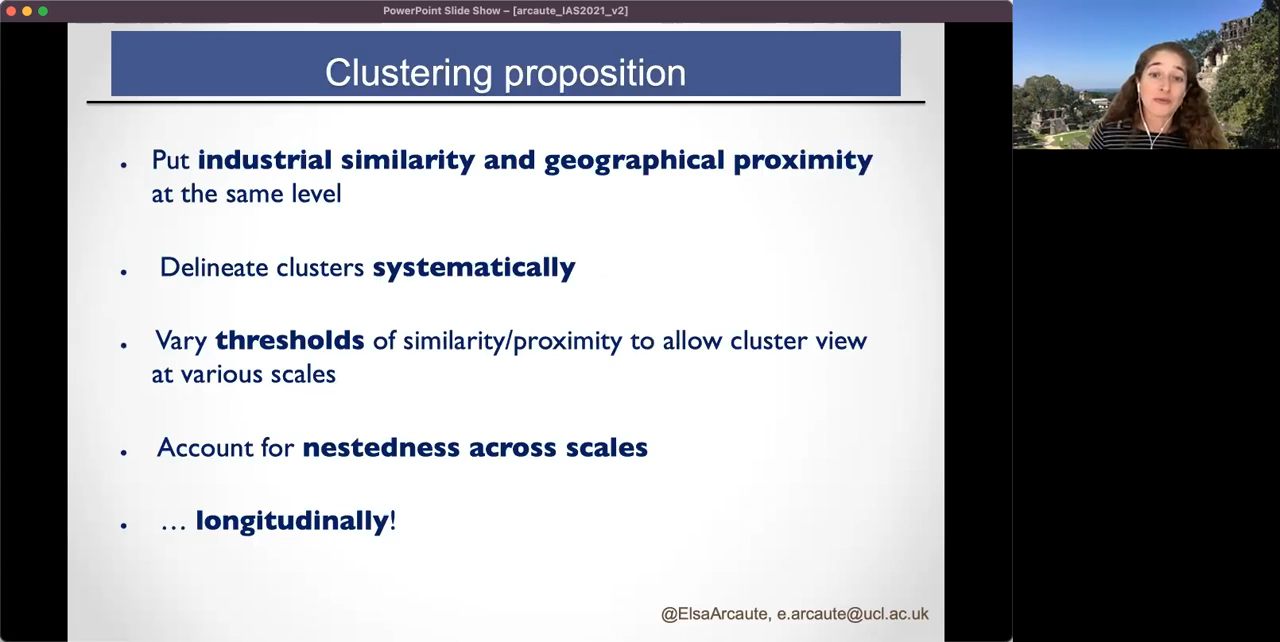 PowerPoint Slide Show – [arcaute_IAS2021_v2]
Clustering proposition
• Put industrial similarity and geographical proximity
at the same level
• Delineate clusters systematically
• Vary thresholds of similarity/proximity to allow cluster view
at various scales
• Account for nestedness across scales
• … longitudinally!
@ElsaArcaute, e.arcaute@ucl.ac.uk